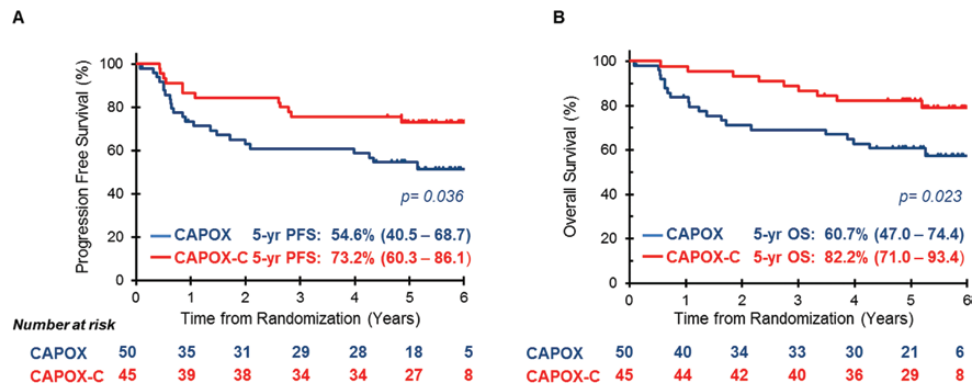 A
Progression Free Survival (%)
100
80
60
40
20
0
p= 0.036
CAPOX 5-yr PFS: 54.6% (40.5 – 68.7)
CAPOX-C 5-yr PFS: 73.2% (60.3 – 86.1)
0 1 2 3 4 5 6
Time from Randomization (Years)
Number at risk
CAPOX 50 35 31 29 28 18 5
CAPOX-C 45 39 38 34 34 27 8
B
Overall Survival (%)
100
80
60
40
20
0
p= 0.023
CAPOX 5-yr OS: 60.7% (47.0 – 74.4)
CAPOX-C 5-yr OS: 82.2% (71.0 – 93.4)
0 1 2 3 4 5 6
Time from Randomization (Years)
CAPOX 50 40 34 33 30 21 6
CAPOX-C 45 44 42 40 36 29 8